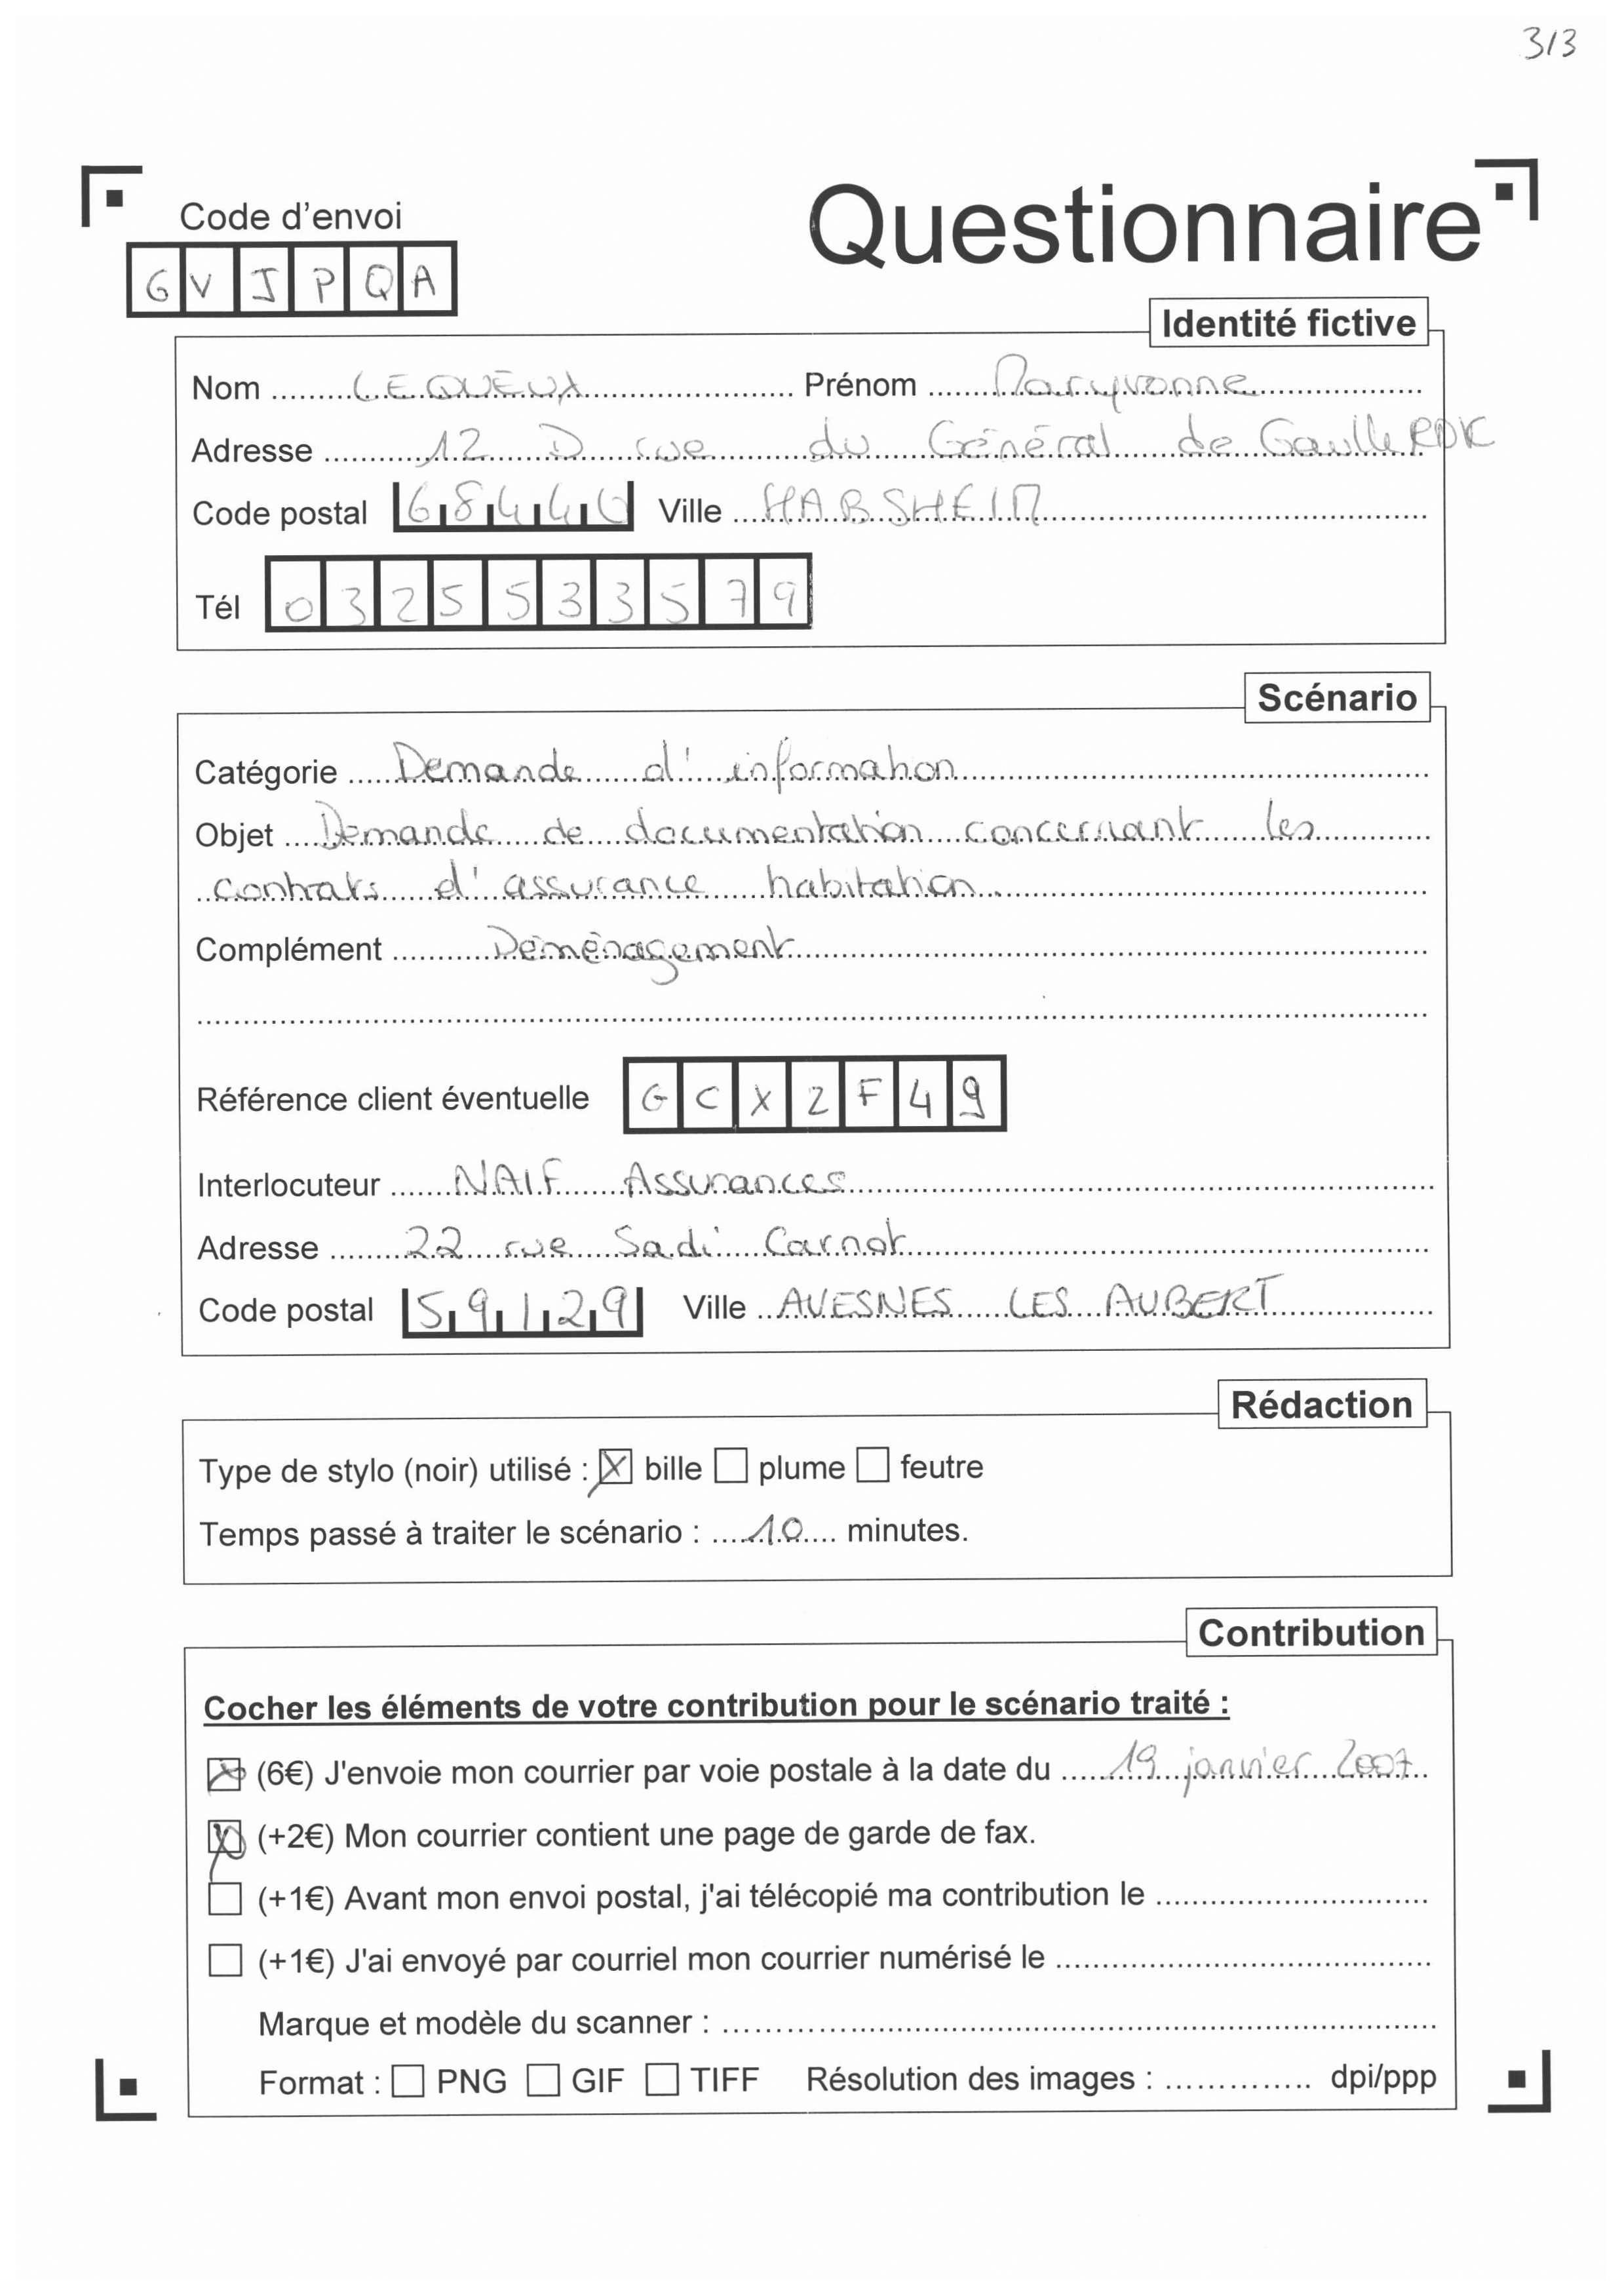 3/3
Code d'envoi
Questionnaire
G V J P Q A
Identité fictive
Nom LEQUEUX Prénom Maryvonne
Adresse 12 D rue du Général de Gaulle RDK
Code postal 68440 Ville HABSHEIM
Tél 0325533579
Scénario
Catégorie Demande d'information
Objet Demande de documentation concernant les
contrats d'assurance habitation.
Complément Déménagement
Référence client éventuelle G C X 2 F 4 9
Interlocuteur NAIF Assurances
Adresse 22 rue Sadi Carnot
Code postal 59129 Ville AVESNES LES AUBERT
Rédaction
Type de stylo (noir) utilisé : bille plume feutre
Temps passé à traiter le scénario : 10 minutes.
Contribution
Cocher les éléments de votre contribution pour le scénario traité :
(6€) J'envoie mon courrier par voie postale à la date du 19 janvier 2007
(+2€) Mon courrier contient une page de garde de fax.
(+1€) Avant mon envoi postal, j'ai télécopié ma contribution le
(+1€) J'ai envoyé par courriel mon courrier numérisé le
Marque et modèle du scanner :
Format : PNG GIF TIFF Résolution des images : dpi/ppp